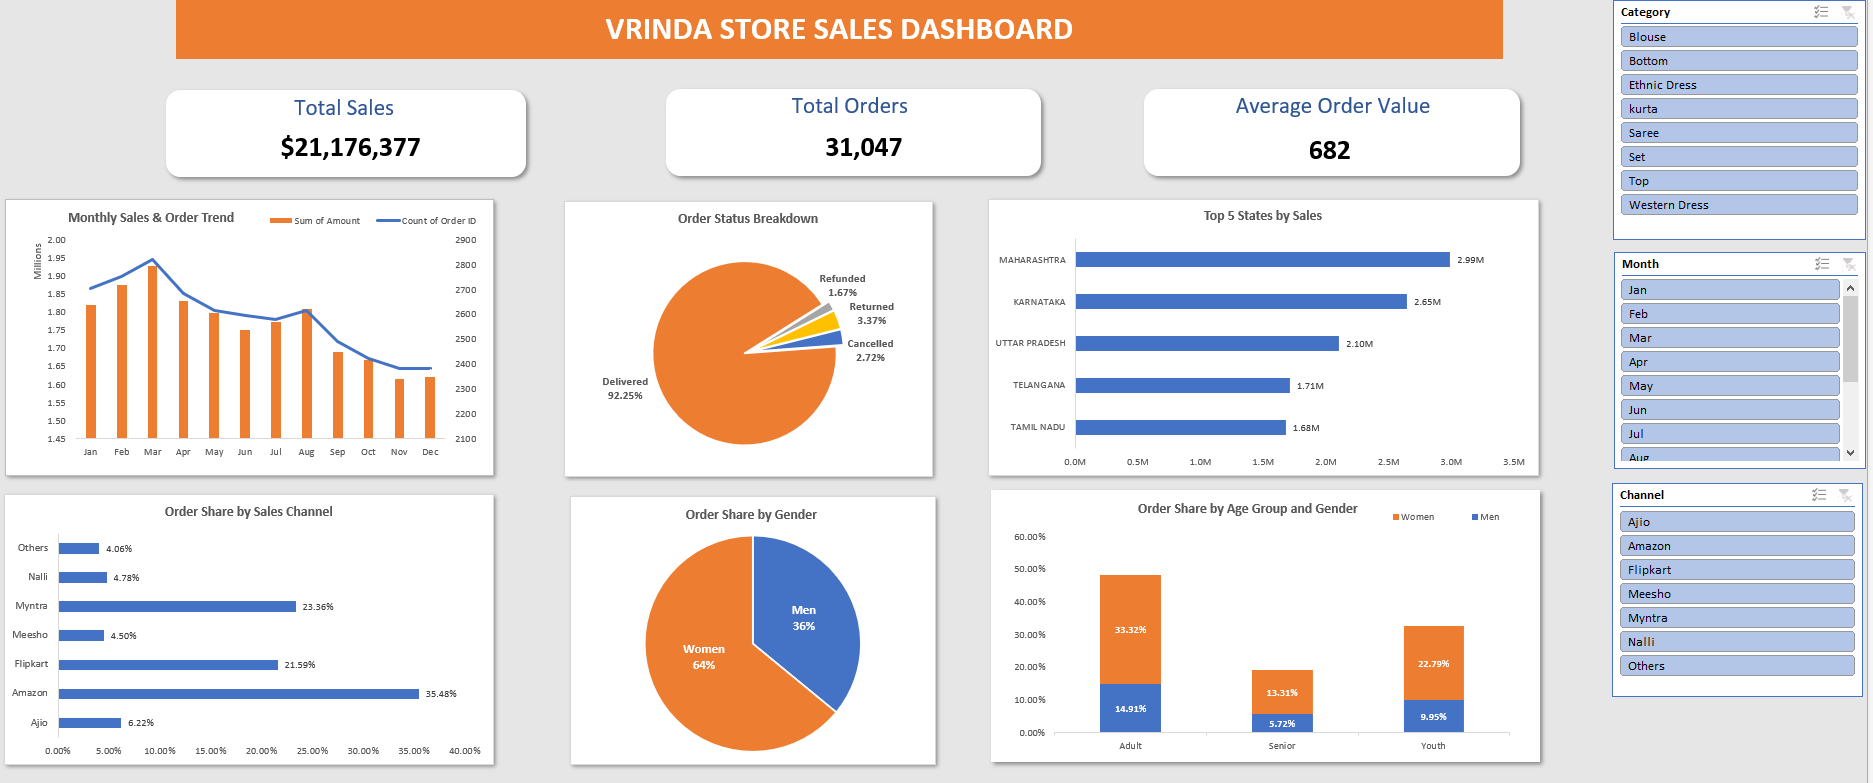 VRINDA STORE SALES DASHBOARD
Total Sales
$21,176,377
Total Orders
31,047
Average Order Value
682
Monthly Sales & Order Trend
Sum of Amount
Count of Order ID
Millions
2.00
1.95
1.90
1.85
1.80
1.75
1.70
1.65
1.60
1.55
1.50
1.45
2900
2800
2700
2600
2500
2400
2300
2200
2100
Jan Feb Mar Apr May Jun Jul Aug Sep Oct Nov Dec
Order Status Breakdown
Refunded
1.67%
Returned
3.37%
Cancelled
2.72%
Delivered
92.25%
Top 5 States by Sales
MAHARASHTRA 2.99M
KARNATAKA 2.65M
UTTAR PRADESH 2.10M
TELANGANA 1.71M
TAMIL NADU 1.68M
0.0M 0.5M 1.0M 1.5M 2.0M 2.5M 3.0M 3.5M
Order Share by Sales Channel
Others 4.06%
Nalli 4.78%
Myntra 23.36%
Meesho 4.50%
Flipkart 21.59%
Amazon 35.48%
Ajio 6.22%
0.00% 5.00% 10.00% 15.00% 20.00% 25.00% 30.00% 35.00% 40.00%
Order Share by Gender
Men
36%
Women
64%
Order Share by Age Group and Gender
Women
Men
60.00%
50.00%
40.00%
30.00%
20.00%
10.00%
0.00%
33.32%
14.91%
13.31%
5.72%
22.79%
9.95%
Adult Senior Youth
Category
Blouse
Bottom
Ethnic Dress
kurta
Saree
Set
Top
Western Dress
Month
Jan
Feb
Mar
Apr
May
Jun
Jul
Aug
Channel
Ajio
Amazon
Flipkart
Meesho
Myntra
Nalli
Others